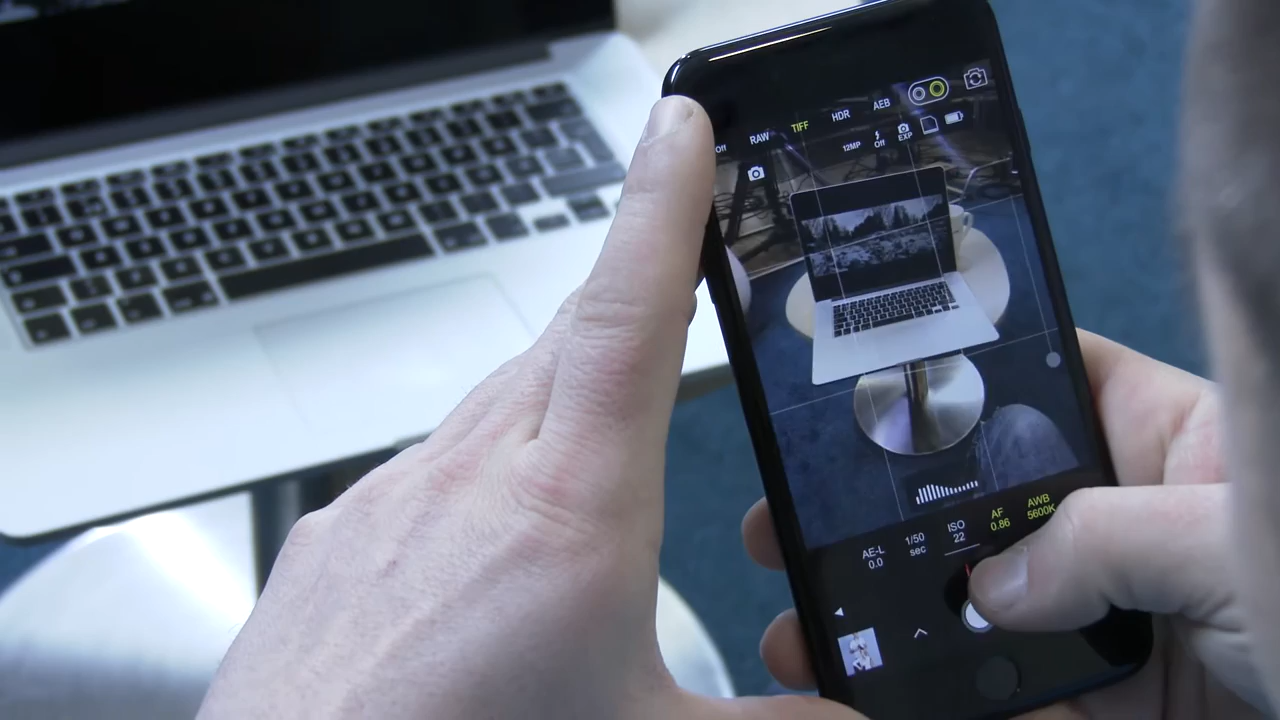 Off RAW TIFF HDR AEB
12MP Off EXP
AE-L 0.0
1/50 sec
ISO 22
AF 0.86
AWB 5600K